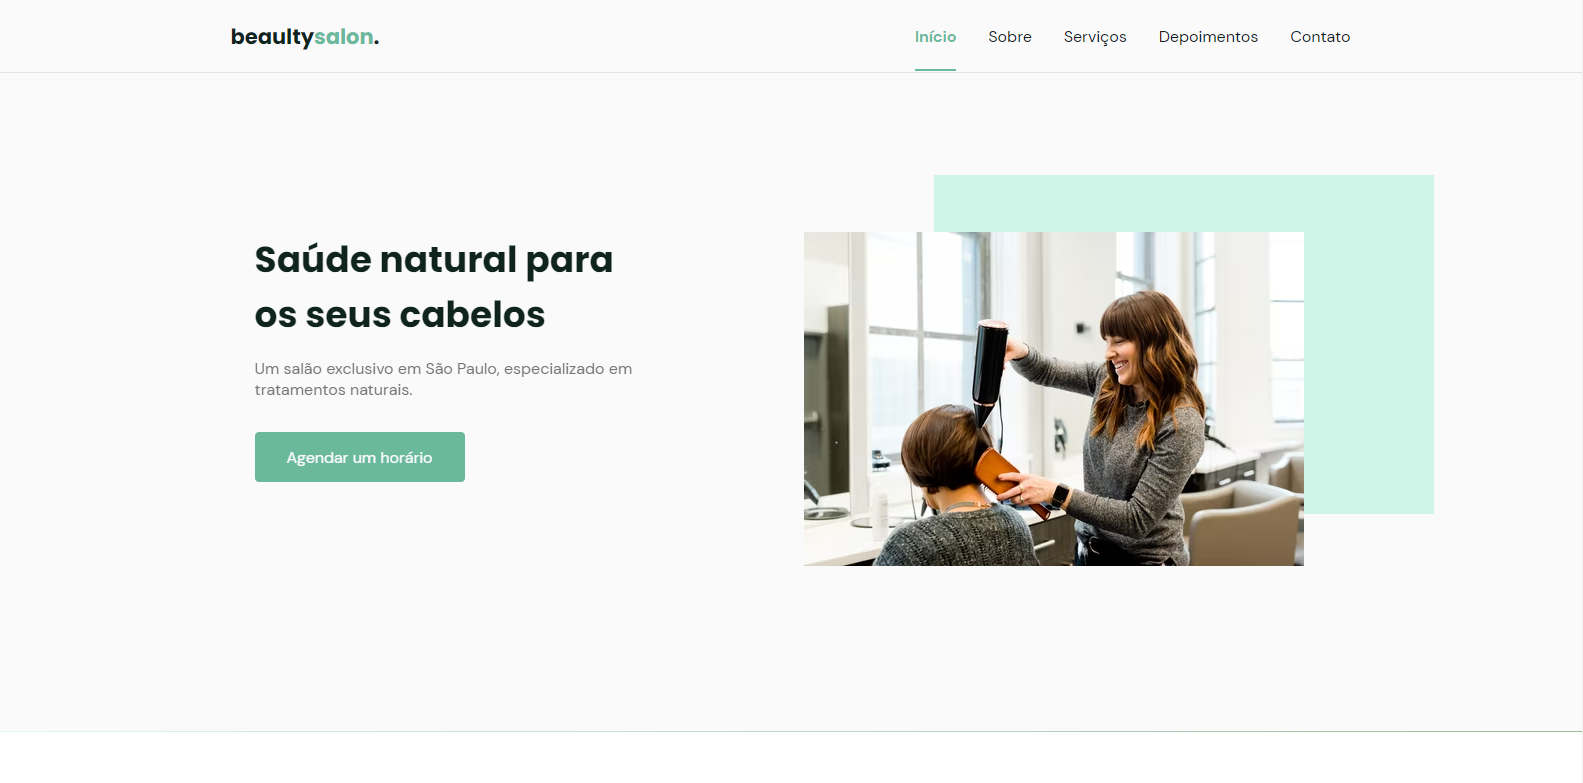 beaultysalon.
Início Sobre Serviços Depoimentos Contato
Saúde natural para
os seus cabelos
Um salão exclusivo em São Paulo, especializado em
tratamentos naturais.
Agendar um horário